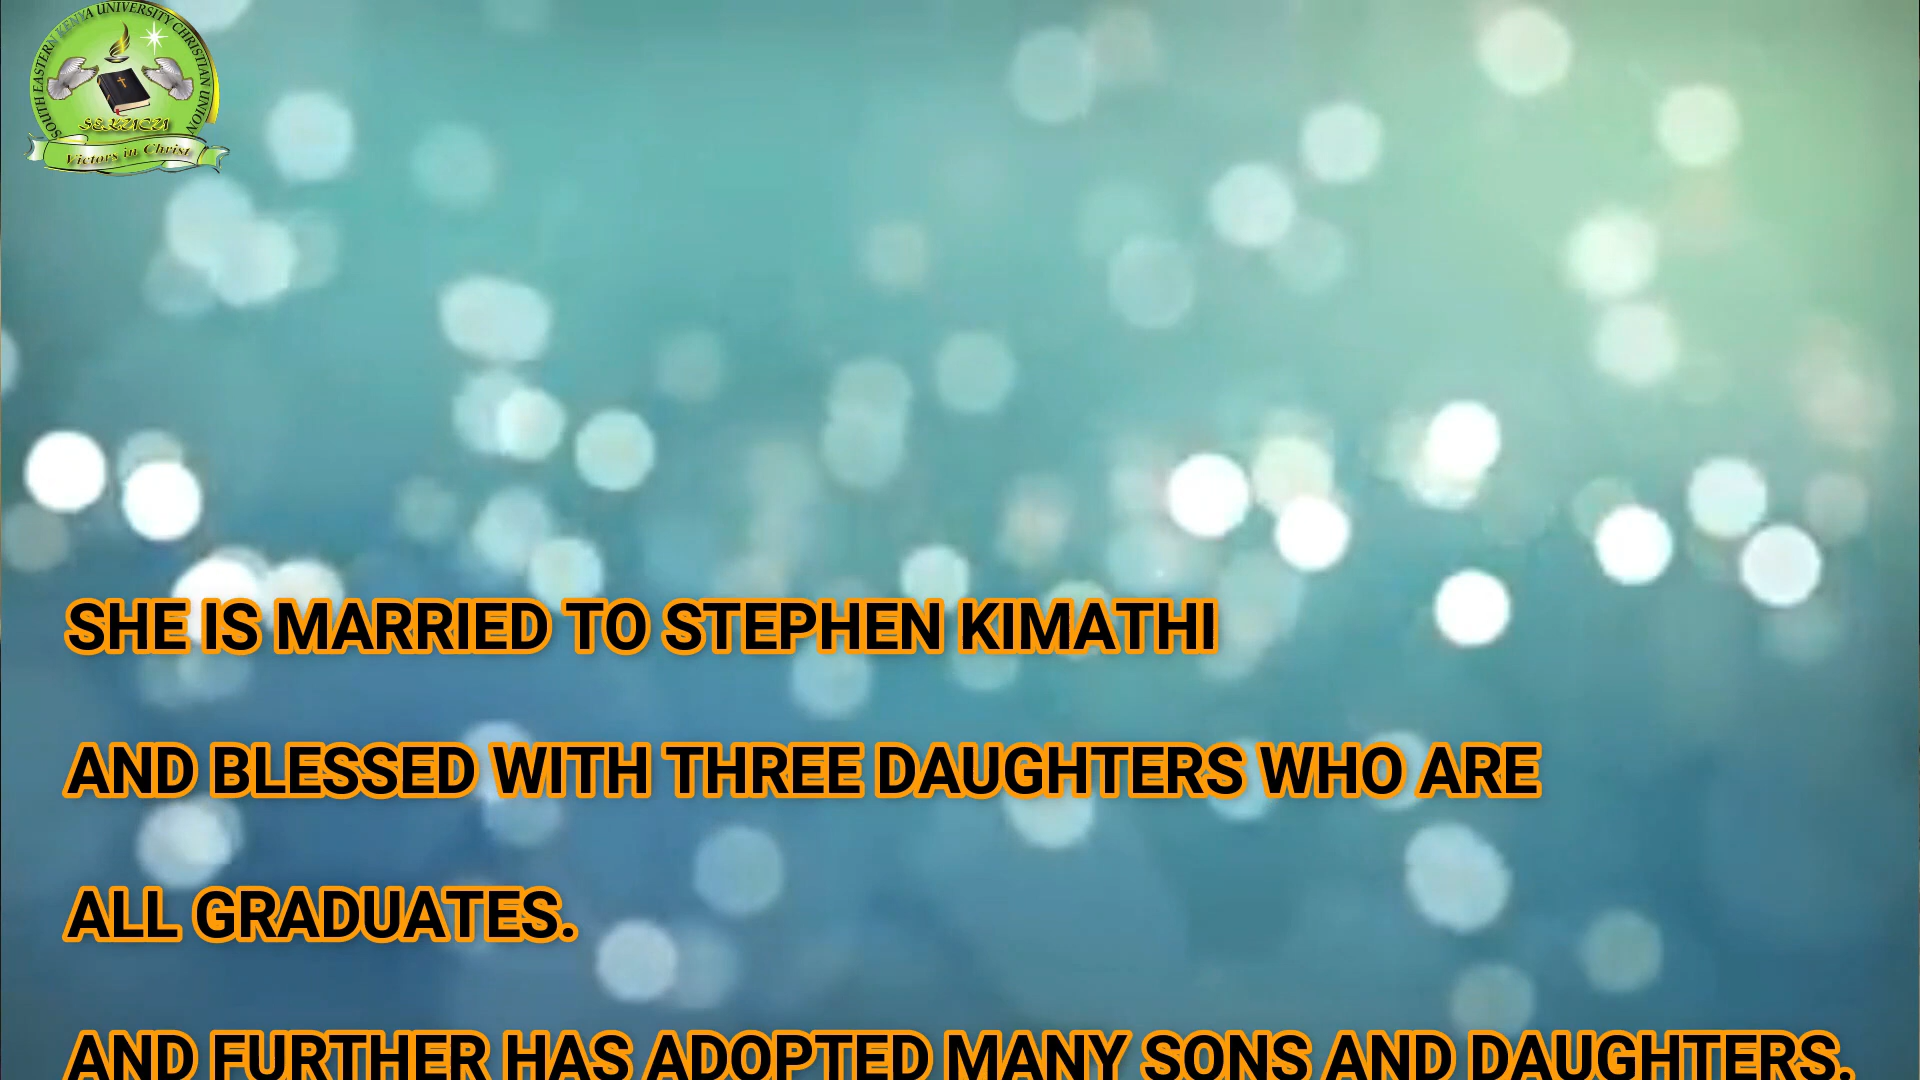 SOUTH EASTERN KENYA UNIVERSITY CHRISTIAN UNION
SEKUCU
Victors in Christ
SHE IS MARRIED TO STEPHEN KIMATHI
AND BLESSED WITH THREE DAUGHTERS WHO ARE
ALL GRADUATES.
AND FURTHER HAS ADOPTED MANY SONS AND DAUGHTERS.